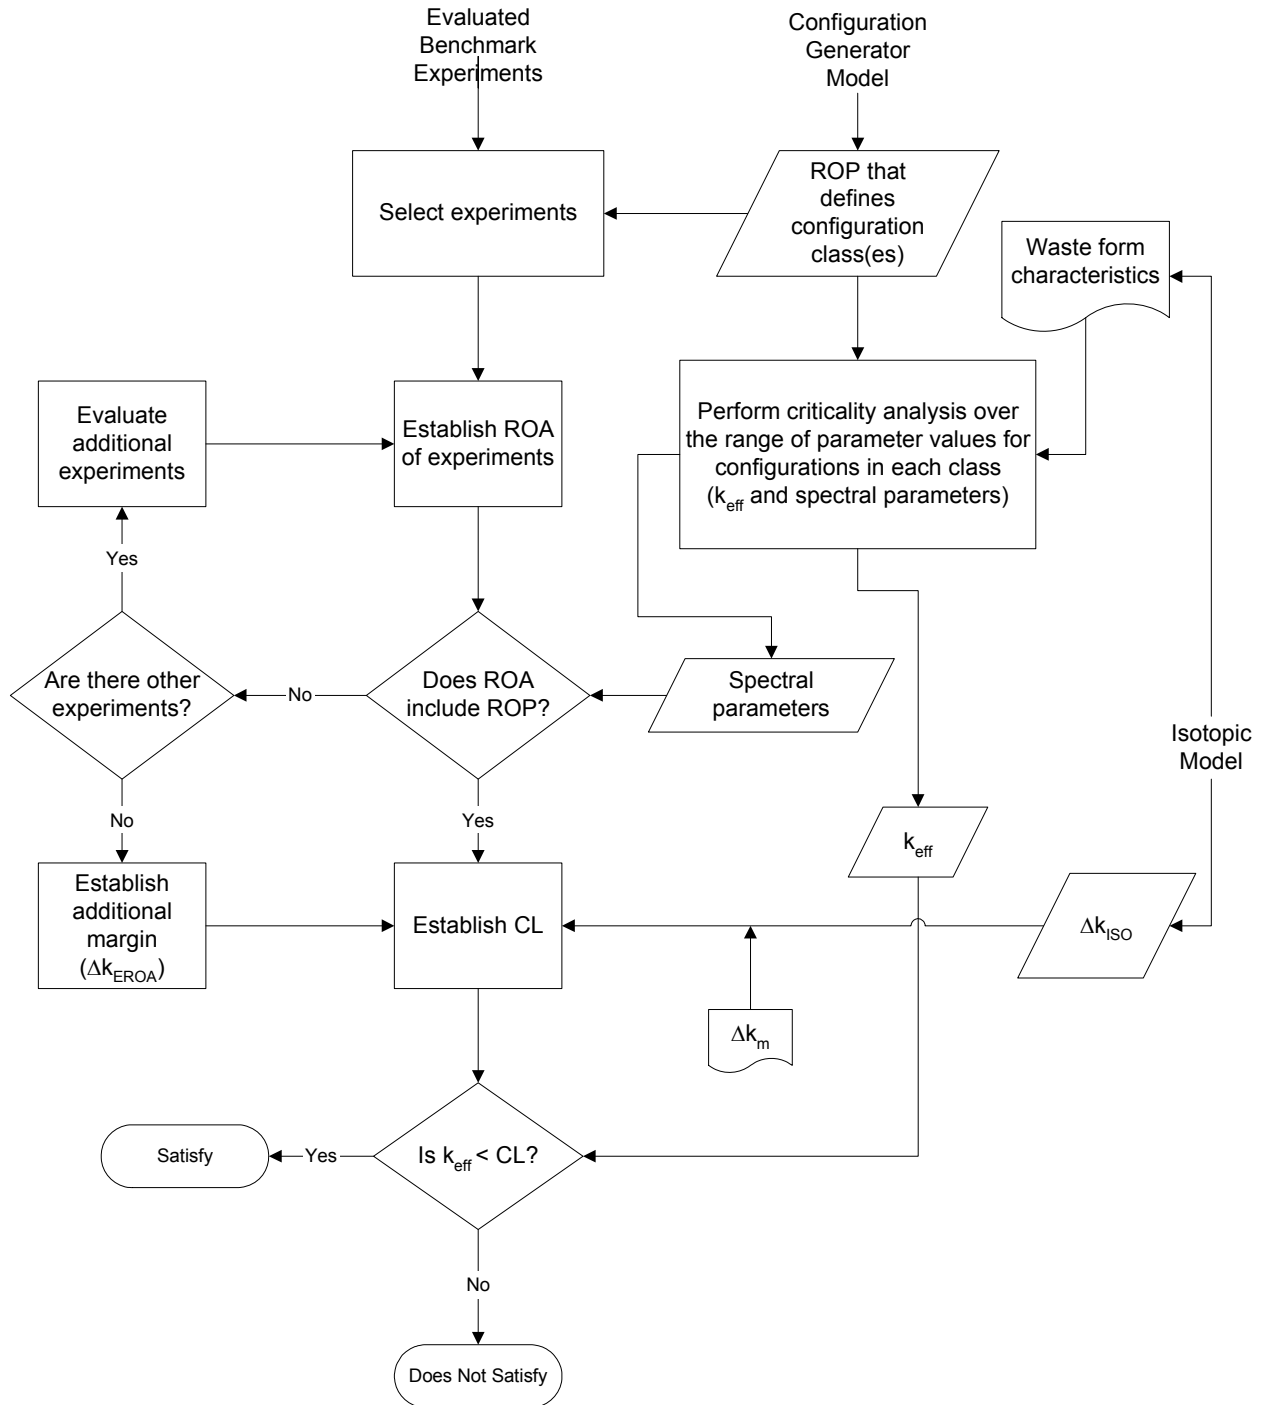 Evaluated
Benchmark
Experiments
Configuration
Generator
Model
Select experiments
ROP that
defines
configuration
class(es)
Waste form
characteristics
Evaluate
additional
experiments
Establish ROA
of experiments
Perform criticality analysis over
the range of parameter values for
configurations in each class
(keff and spectral parameters)
Yes
Are there other
experiments?
No
Does ROA
include ROP?
Spectral
parameters
Isotopic
Model
No
Yes
keff
Establish
additional
margin
(ΔkEROA)
Establish CL
ΔkISO
Δkm
Satisfy
Yes
Is keff < CL?
No
Does Not Satisfy